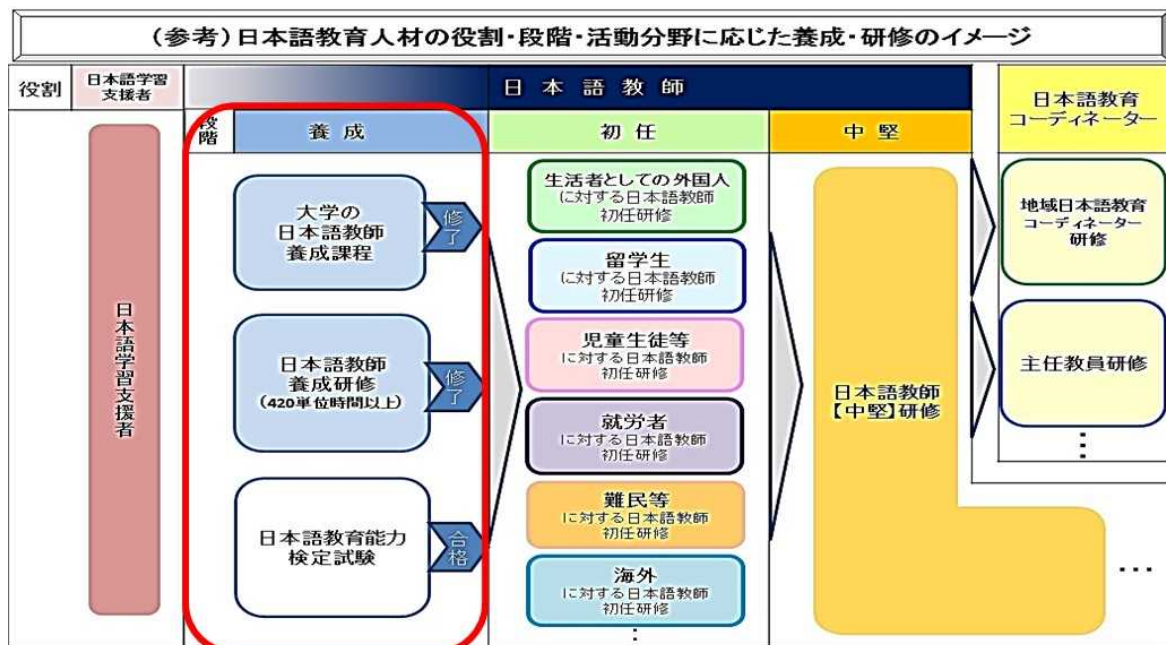 (参考)日本語教育人材の役割・段階・活動分野に応じた養成・研修のイメージ
役割
日本語学習
支援者
日本語教師
日本語教育
コーディネーター
段階
養成
初任
中堅
日本語学習支援者
大学の
日本語教師
養成課程
修了
日本語教師
養成研修
(420単位時間以上)
修了
日本語教育能力
検定試験
合格
生活者としての外国人
に対する日本語教師
初任研修
留学生
に対する日本語教師
初任研修
児童生徒等
に対する日本語教師
初任研修
就労者
に対する日本語教師
初任研修
難民等
に対する日本語教師
初任研修
海外
に対する日本語教師
初任研修
⋮
日本語教師
【中堅】研修
…
地域日本語教育
コーディネーター
研修
主任教員研修
⋮